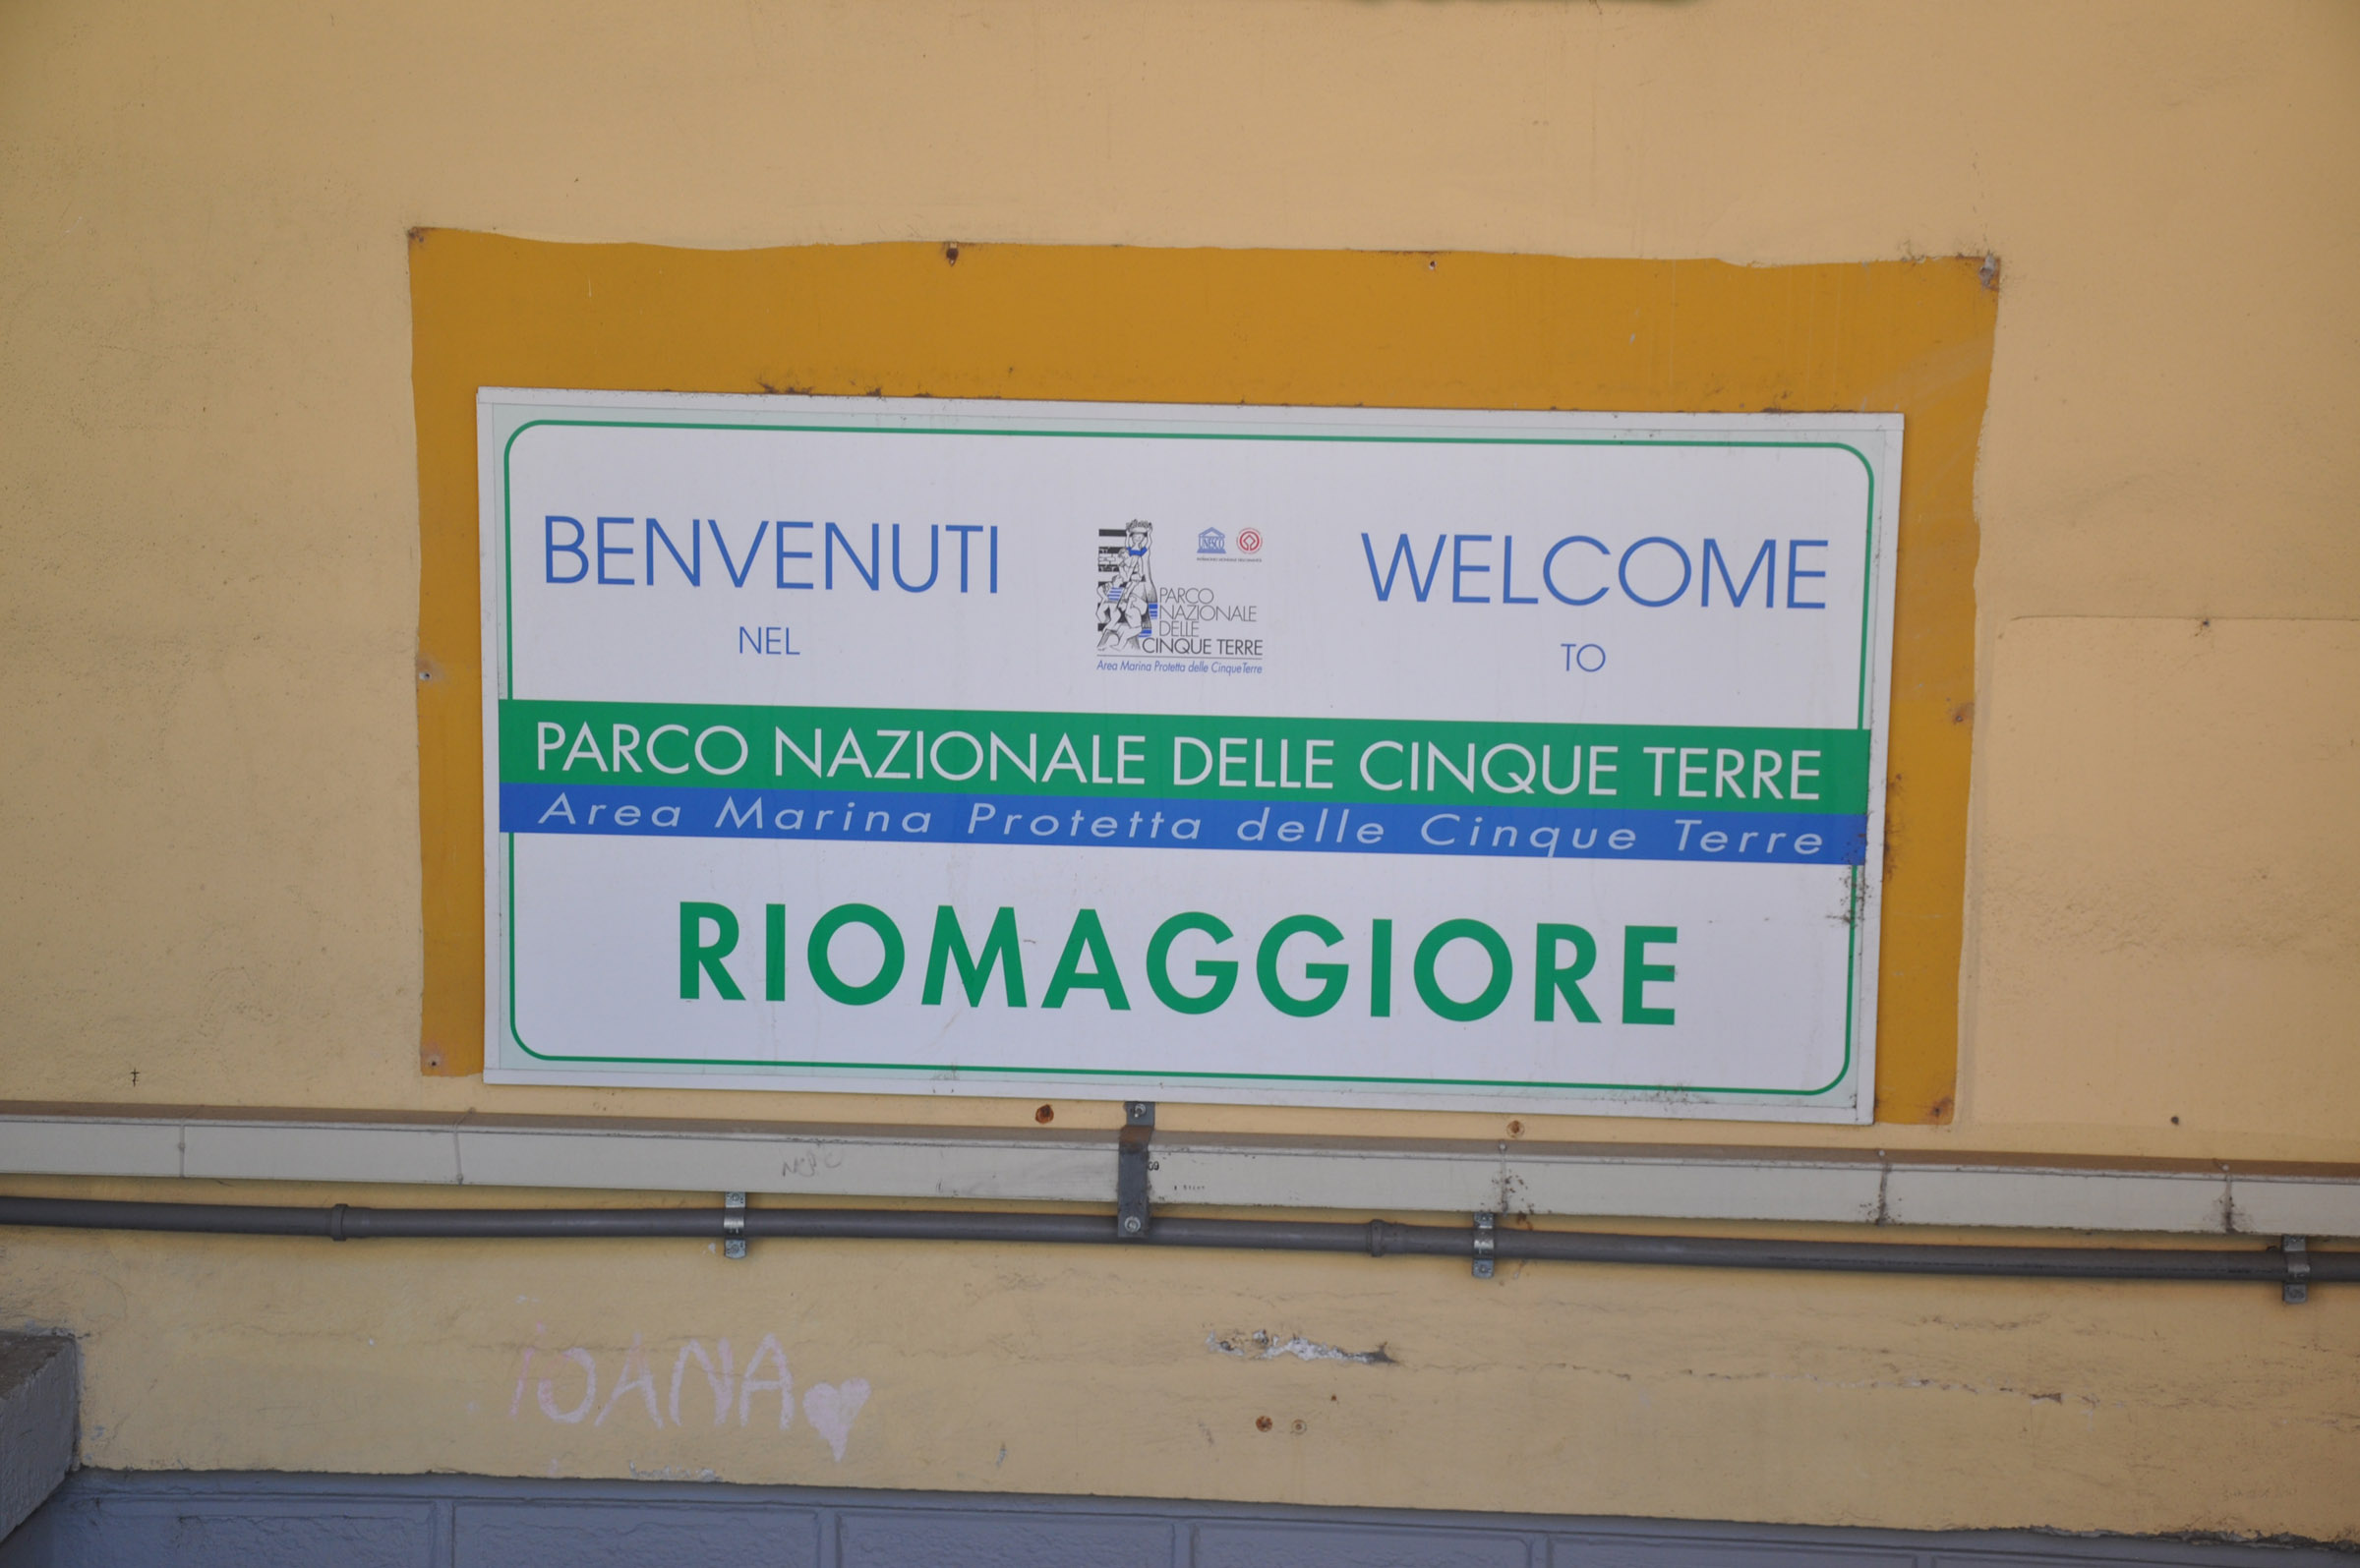 BENVENUTI
NEL
UNESCO
PARCO
NAZIONALE
DELLE
CINQUE TERRE
Area Marina Protetta delle Cinque Terre
WELCOME
TO
PARCO NAZIONALE DELLE CINQUE TERRE
Area Marina Protetta delle Cinque Terre
RIOMAGGIORE
iOANA